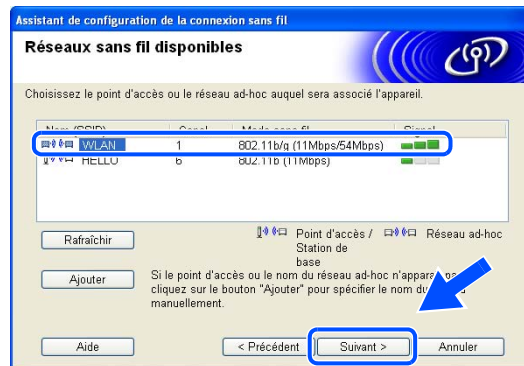 Assistant de configuration de la connexion sans fil
Réseaux sans fil disponibles
Choisissez le point d'accès ou le réseau ad-hoc auquel sera associé l'appareil.
Nom (SSID) Canal Mode sans fil Signal
WLAN 1 802.11b/g (11Mbps/54Mbps)
HELLO 6 802.11b (11Mbps)
Rafraîchir
Point d'accès / Station de base
Réseau ad-hoc
Ajouter
Si le point d'accès ou le nom du réseau ad-hoc n'appara
cliquez sur le bouton "Ajouter" pour spécifier le nom du
manuellement.
Aide
< Précédent
Suivant >
Annuler